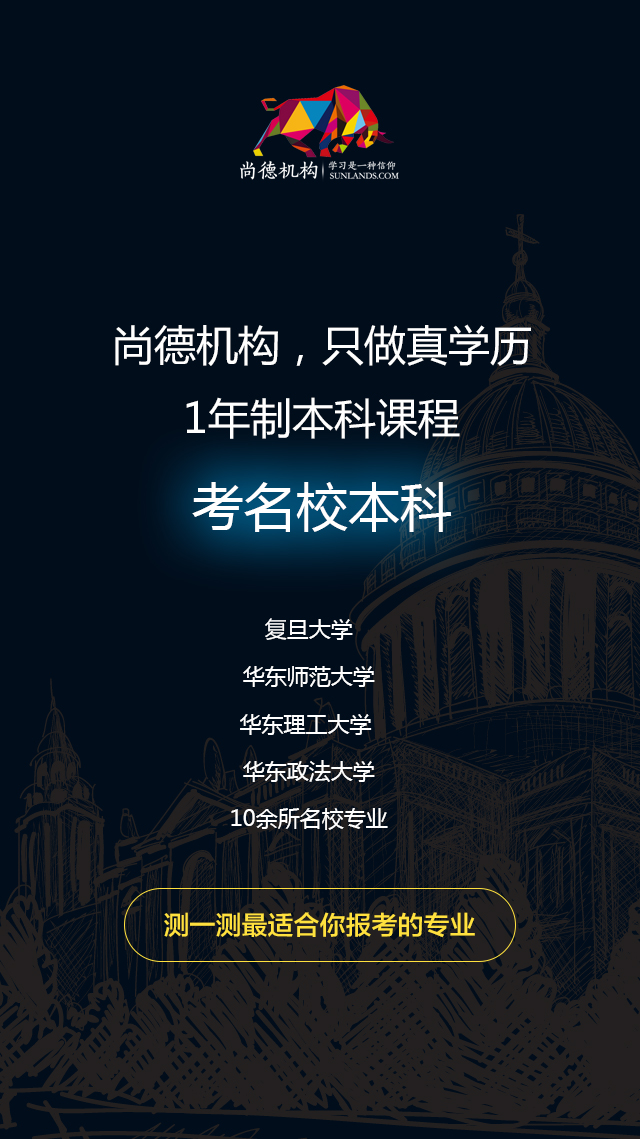 尚德机构
学习是一种信仰
SUNLANDS.COM
尚德机构，只做真学历
1年制本科课程
考名校本科
复旦大学
华东师范大学
华东理工大学
华东政法大学
10余所名校专业
测一测最适合你报考的专业